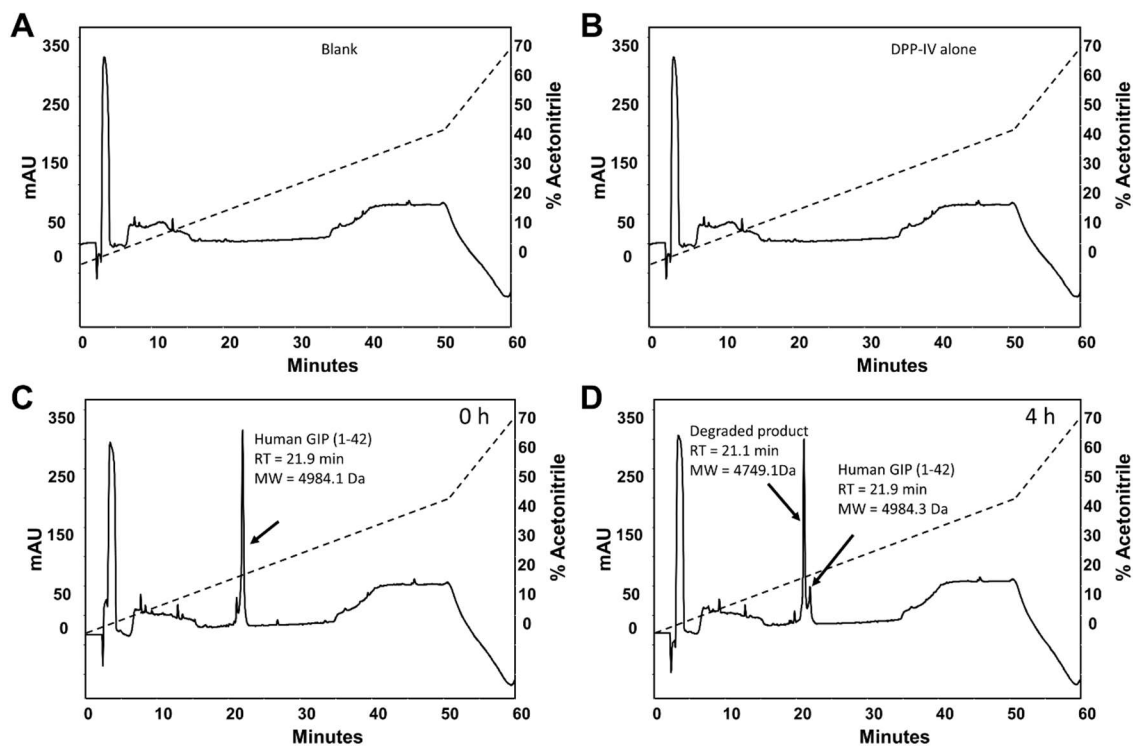 A
Blank
350
250
150
50
0
mAU
70
60
50
40
30
20
10
0
% Acetonitrile
0
10
20
30
40
50
60
Minutes
B
DPP-IV alone
350
250
150
50
0
mAU
70
60
50
40
30
20
10
0
% Acetonitrile
0
10
20
30
40
50
60
Minutes
C
0 h
Human GIP (1-42)
RT = 21.9 min
MW = 4984.1 Da
350
250
150
50
0
mAU
70
60
50
40
30
20
10
0
% Acetonitrile
0
10
20
30
40
50
60
Minutes
D
4 h
Degraded product
RT = 21.1 min
MW = 4749.1Da
Human GIP (1-42)
RT = 21.9 min
MW = 4984.3 Da
350
250
150
50
0
mAU
70
60
50
40
30
20
10
0
% Acetonitrile
0
10
20
30
40
50
60
Minutes